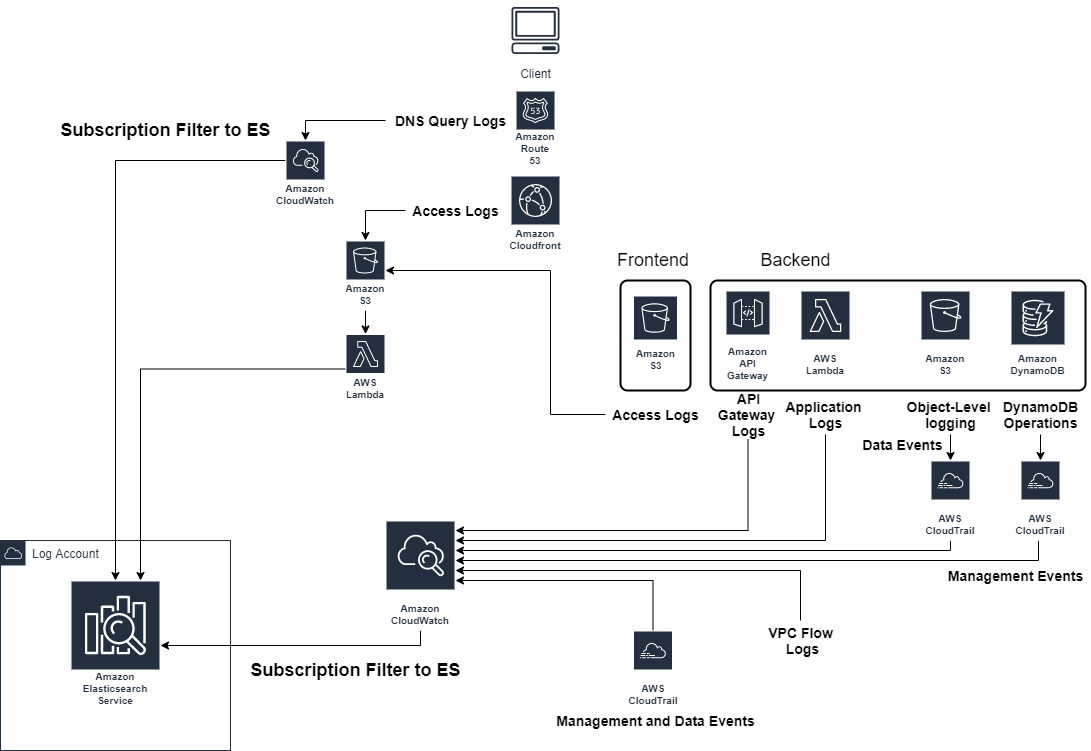 Client
53
Amazon
Route
53
Subscription Filter to ES
DNS Query Logs
Amazon
CloudWatch
Access Logs
Amazon
Cloudfront
Amazon
S3
AWS
Lambda
Frontend
Backend
Amazon
S3
Amazon
API
Gateway
AWS
Lambda
Amazon
S3
Amazon
DynamoDB
Access Logs
API
Gateway
Logs
Application
Logs
Object-Level
logging
DynamoDB
Operations
Data Events
AWS
CloudTrail
AWS
CloudTrail
Management Events
Log Account
Amazon
Elasticsearch
Service
Amazon
CloudWatch
Subscription Filter to ES
VPC Flow
Logs
AWS
CloudTrail
Management and Data Events